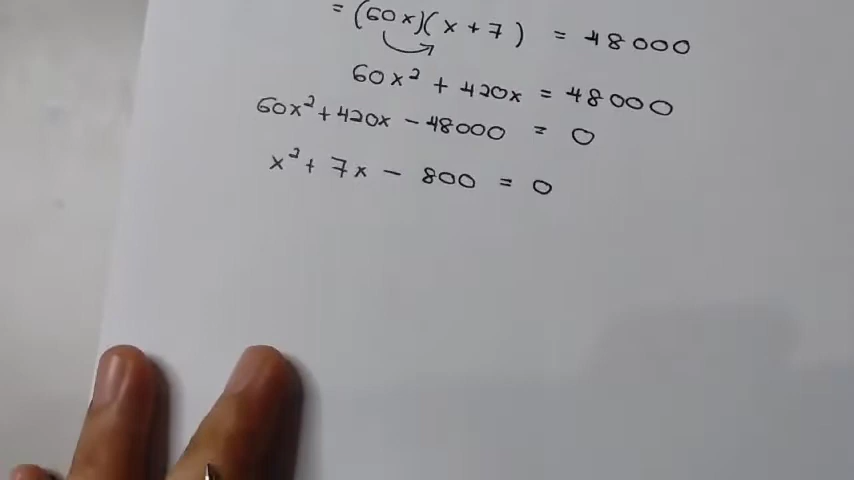 = (60x)(x + 7) = 48000
60x² + 420x = 48000
60x² + 420x - 48000 = 0
x² + 7x - 800 = 0